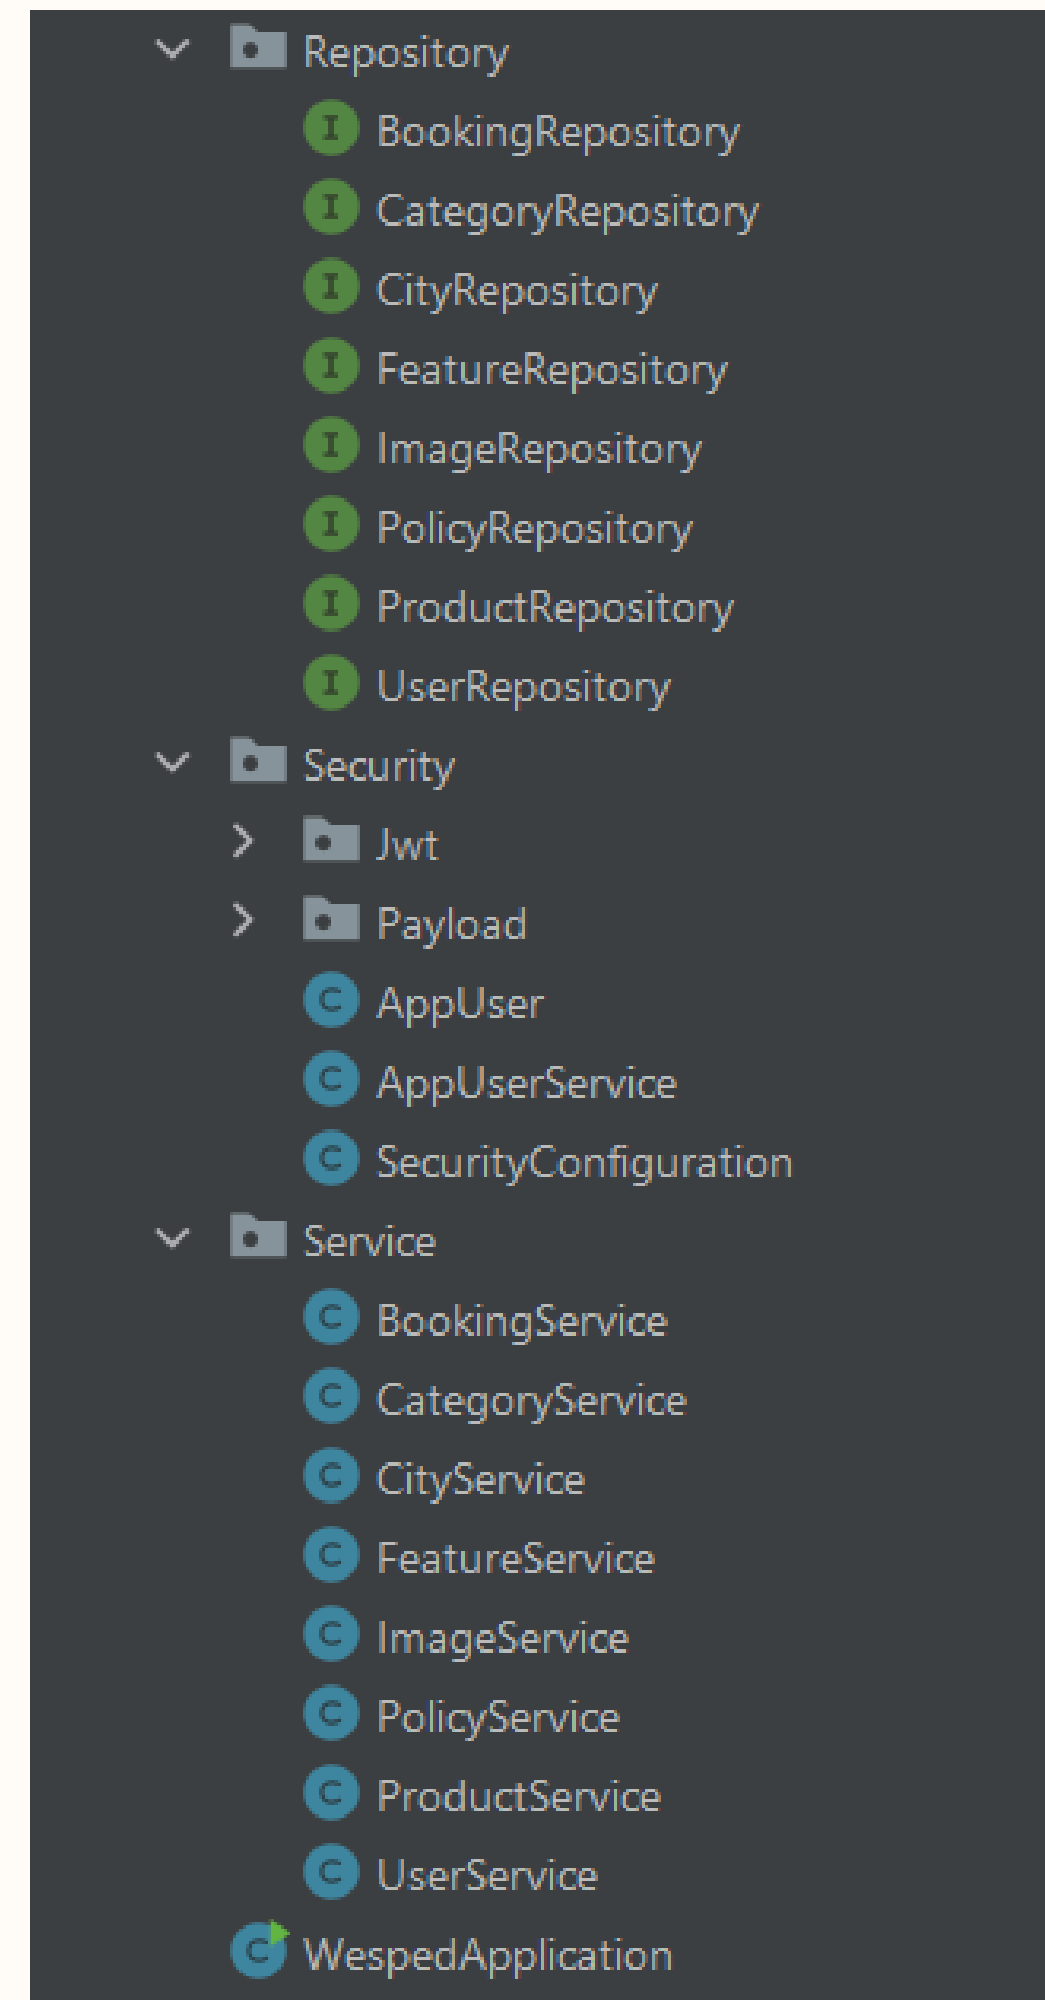 Repository
I BookingRepository
I CategoryRepository
I CityRepository
I FeatureRepository
I ImageRepository
I PolicyRepository
I ProductRepository
I UserRepository
Security
Jwt
Payload
C AppUser
C AppUserService
C SecurityConfiguration
Service
C BookingService
C CategoryService
C CityService
C FeatureService
C ImageService
C PolicyService
C ProductService
C UserService
C WespedApplication